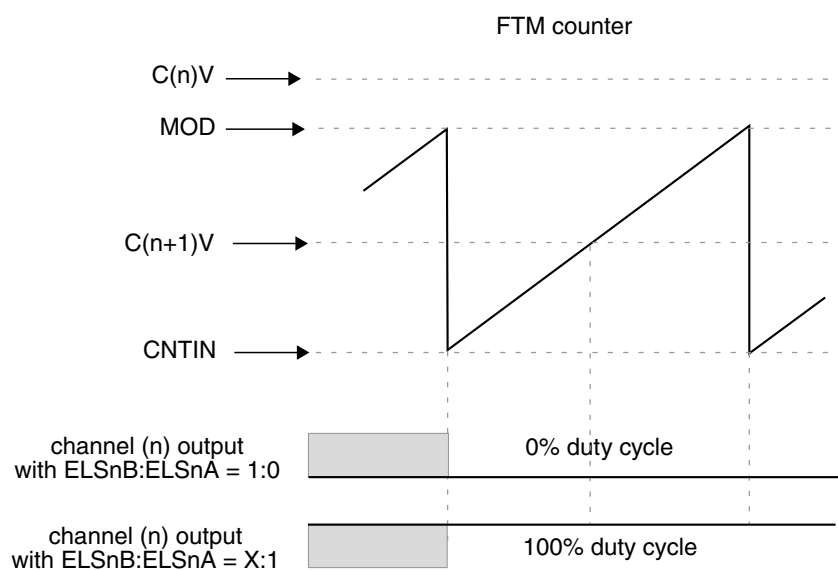 FTM counter
C(n)V
MOD
C(n+1)V
CNTIN
channel (n) output
with ELSnB:ELSnA = 1:0
0% duty cycle
channel (n) output
with ELSnB:ELSnA = X:1
100% duty cycle